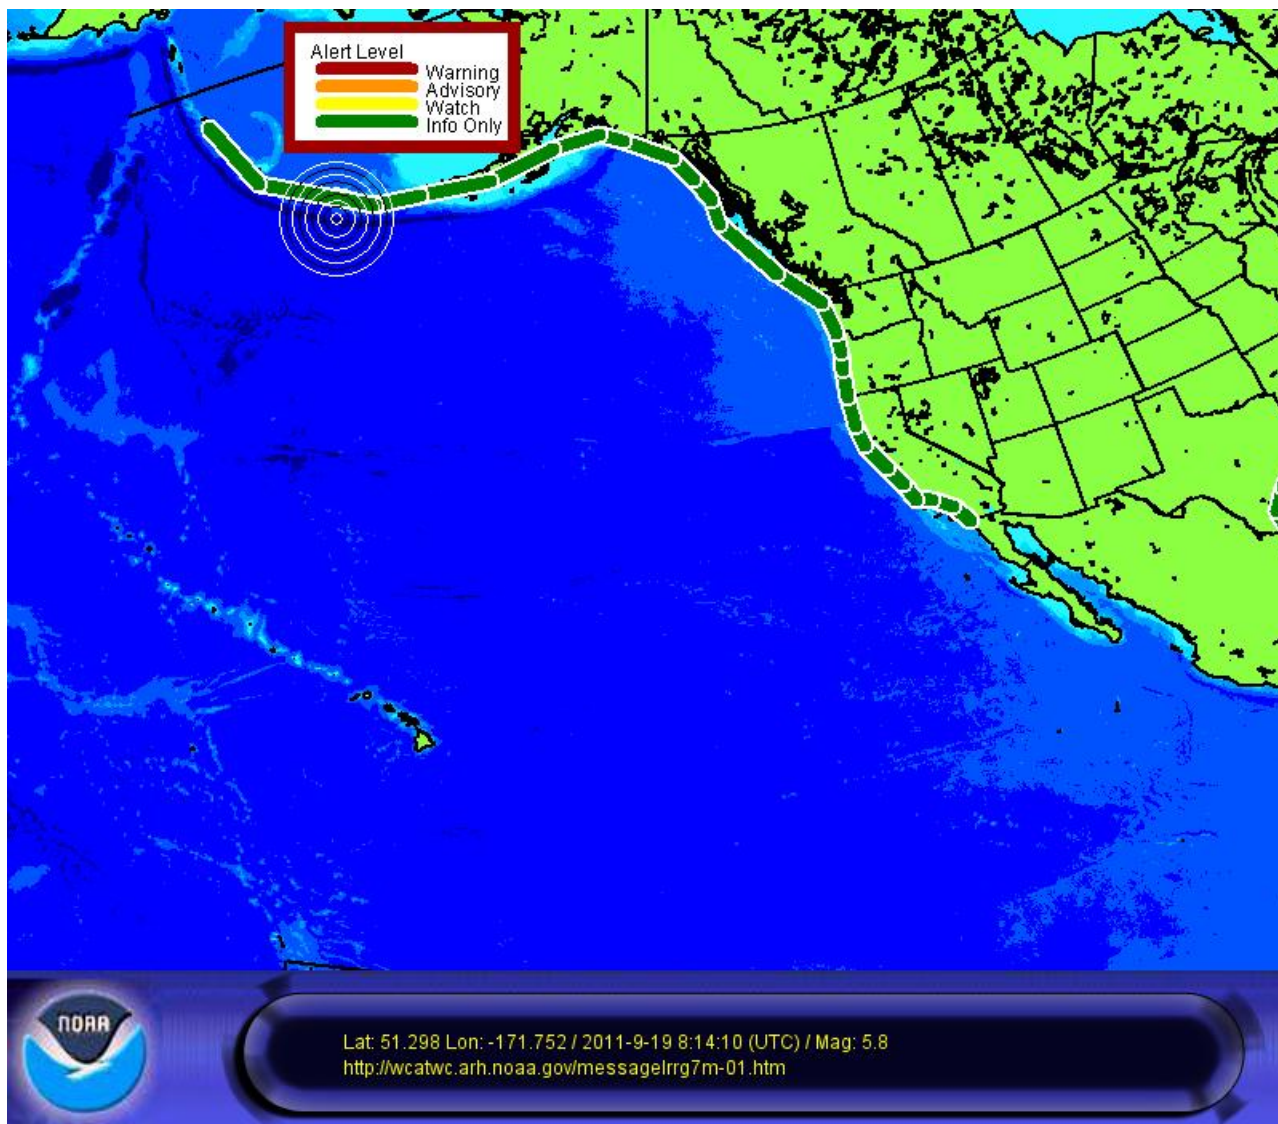 Alert Level
Warning
Advisory
Watch
Info Only
NOAA
Lat: 51.298 Lon: -171.752 / 2011-9-19 8:14:10 (UTC) / Mag: 5.8
http://wcatwc.arh.noaa.gov/messagelrrg7m-01.htm